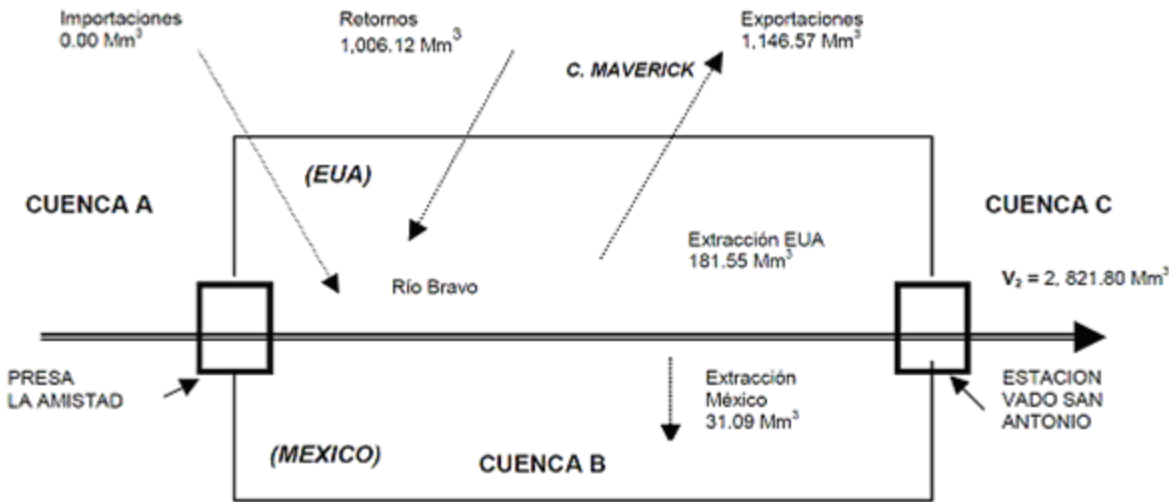 Importaciones
0.00 Mm³
Retornos
1,006.12 Mm³
Exportaciones
1,146.57 Mm³
C. MAVERICK
(EUA)
CUENCA A
CUENCA C
Extracción EUA
181.55 Mm³
Río Bravo
V₂ = 2, 821.80 Mm³
PRESA
LA AMISTAD
Extracción
México
31.09 Mm³
ESTACION
VADO SAN
ANTONIO
(MEXICO)
CUENCA B